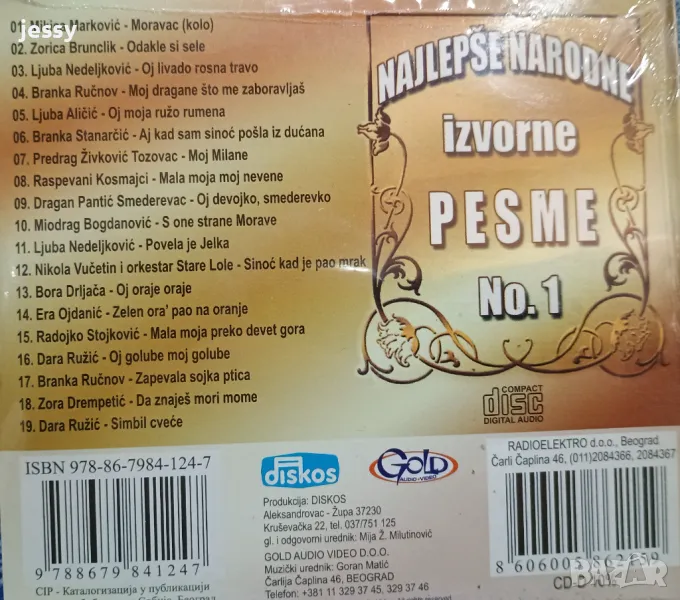 jessy
01. Milica Marković - Moravac (kolo)
02. Zorica Brunclik - Odakle si sele
03. Ljuba Nedeljković - Oj livado rosna travo
04. Branka Ručnov - Moj dragane što me zaboravljaš
05. Ljuba Aličić - Oj moja ružo rumena
06. Branka Stanarčić - Aj kad sam sinoć pošla iz dućana
07. Predrag Živković Tozovac - Moj Milane
08. Raspevani Kosmajci - Mala moja moj nevene
09. Dragan Pantić Smederevac - Oj devojko, smederevko
10. Miodrag Bogdanović - S one strane Morave
11. Ljuba Nedeljković - Povela je Jelka
12. Nikola Vučetin i orkestar Stare Lole - Sinoć kad je pao mrak
13. Bora Drljača - Oj oraje oraje
14. Era Ojdanić - Zelen ora' pao na oranje
15. Radojko Stojković - Mala moja preko devet gora
16. Dara Ružić - Oj golube moj golube
17. Branka Ručnov - Zapevala sojka ptica
18. Zora Drempetić - Da znaješ mori mome
19. Dara Ružić - Simbil cveće
NAJLEPŠE NARODNE
izvorne
PESME
No. 1
COMPACT
disc
DIGITAL AUDIO
ISBN 978-86-7984-124-7
9 788679 841247
CIP - Каталогизација у публикацији
diskos
GOLD
AUDIO-VIDEO
Produkcija: DISKOS
Aleksandrovac - Župa 37230
Kruševačka 22, tel. 037/751 125
gl. i odgovorni urednik: Mija Ž. Milutinović
GOLD AUDIO VIDEO D.O.O.
Muzički urednik: Goran Matić
Čarlija Čaplina 45, BEOGRAD
Telefon: +381 11 329 37 45, 329 37 46
RADIOELEKTRO d.o.o., Beograd
Čarli Čaplina 46, (011)2084366, 2084367
8 606005
CD-D
bazar